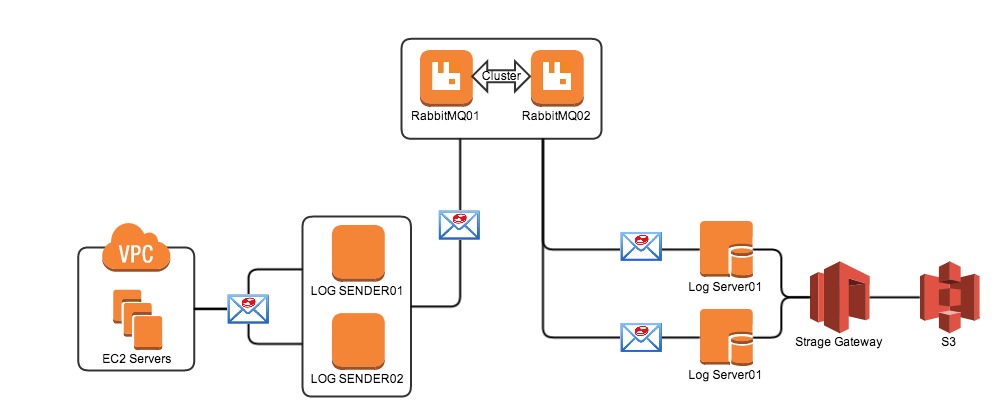 Cluster
RabbitMQ01
RabbitMQ02
VPC
EC2 Servers
LOG SENDER01
LOG SENDER02
Log Server01
Log Server01
Strage Gateway
S3